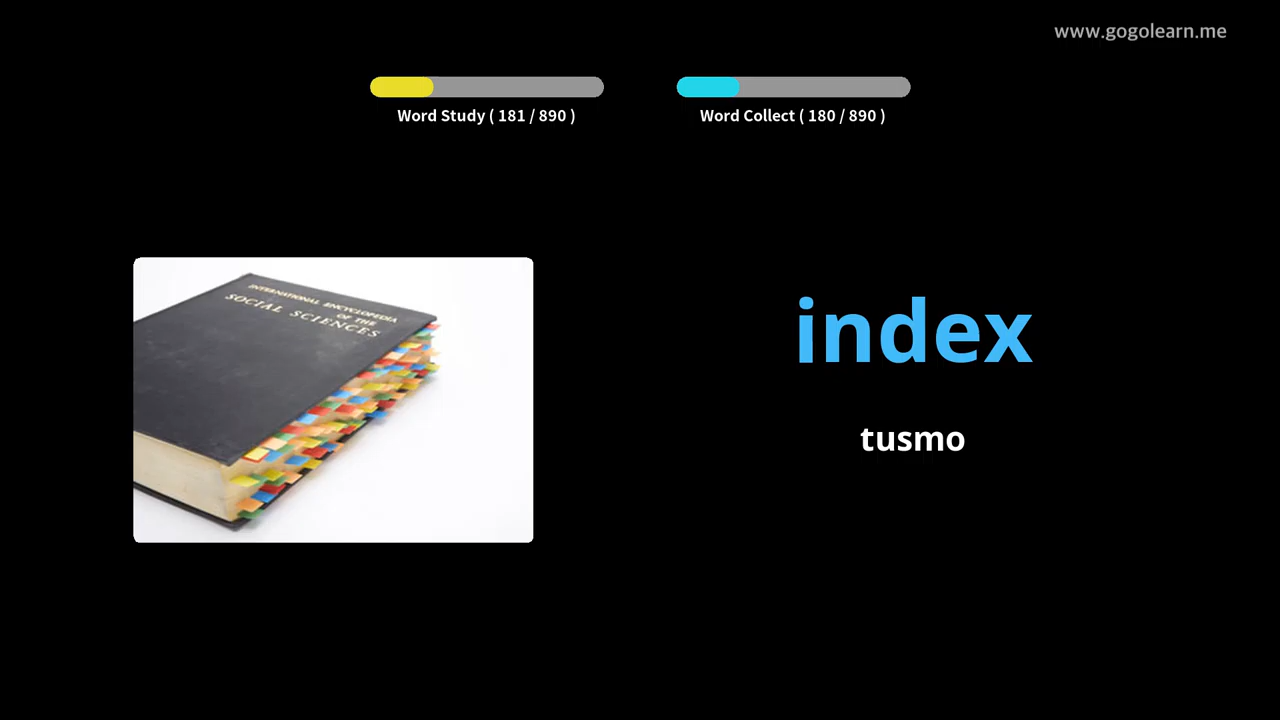 www.gogolearn.me
Word Study ( 181 / 890 )
Word Collect ( 180 / 890 )
INTERNATIONAL ENCYCLOPEDIA
OF THE
SOCIAL SCIENCES
index
tusmo